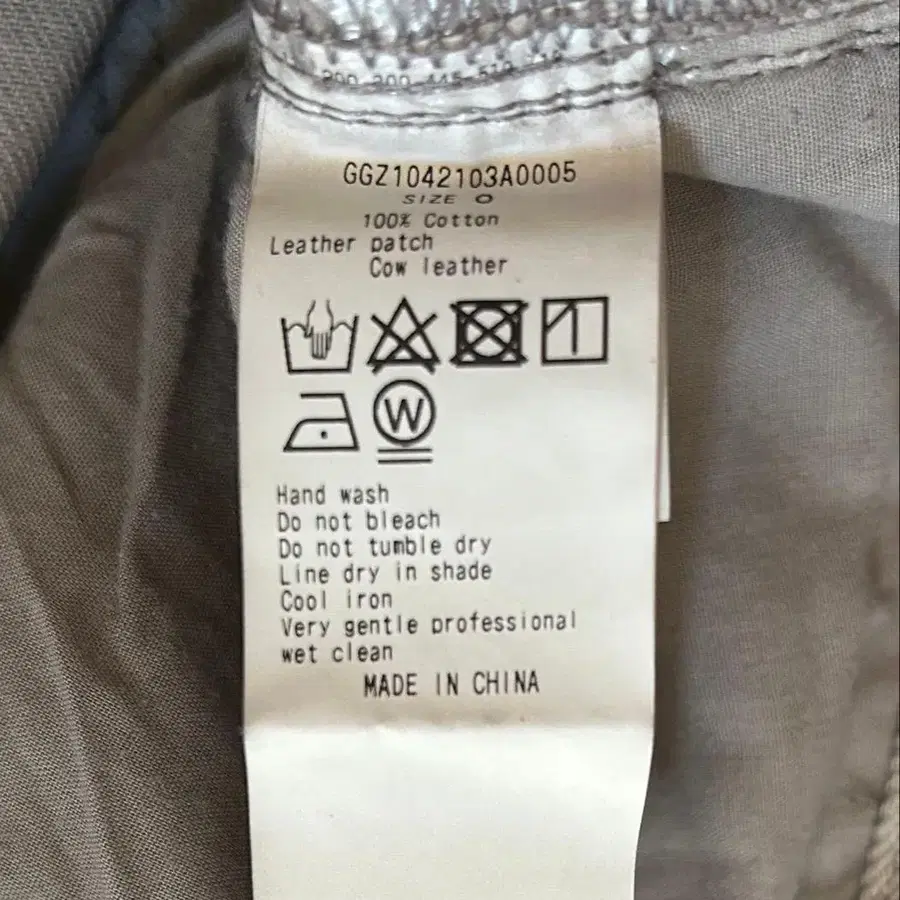 GGZ1042103A0005
SIZE 0
100% Cotton
Leather patch
Cow leather
W
Hand wash
Do not bleach
Do not tumble dry
Line dry in shade
Cool iron
Very gentle professional
wet clean
MADE IN CHINA